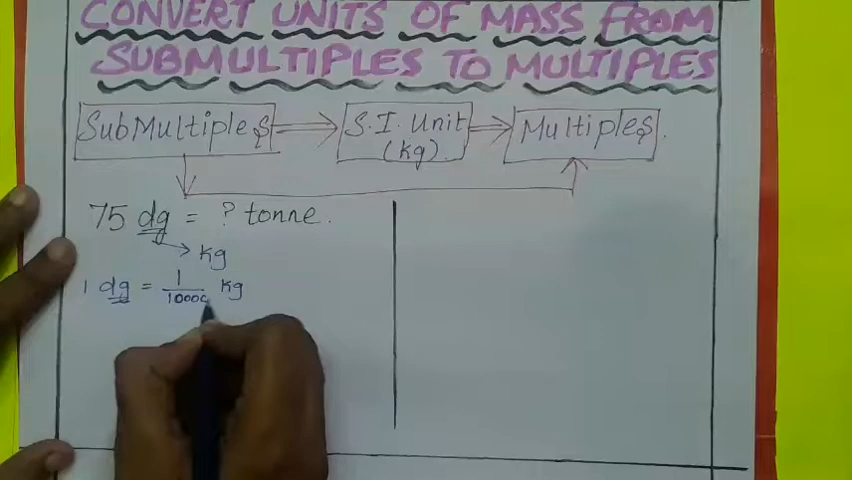 CONVERT UNITS OF MASS FROM
SUBMULTIPLES TO MULTIPLES
SubMultiples ⇒ S.I. Unit (kg) ⇒ Multiples.
75 dg = ? tonne.
→ kg
1 dg = 1/10000 kg